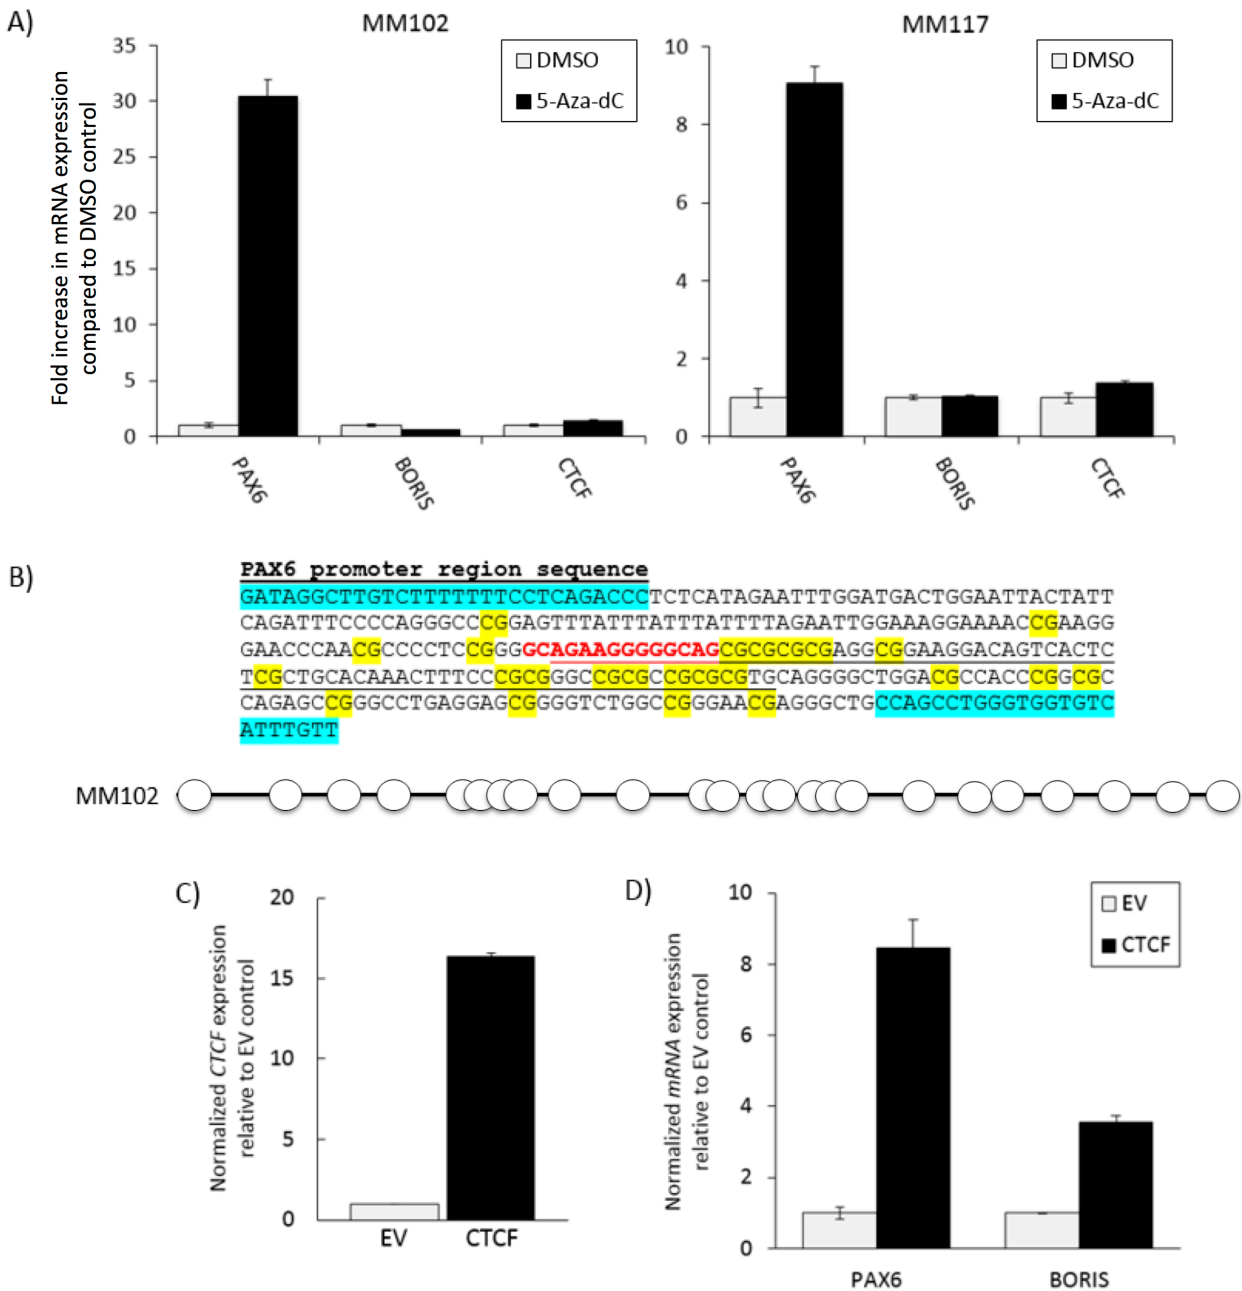 A)
MM102
MM117
Fold increase in mRNA expression
compared to DMSO control
35
30
25
20
15
10
5
0
DMSO
5-Aza-dC
PAX6
BORIS
CTCF
10
8
6
4
2
0
DMSO
5-Aza-dC
PAX6
BORIS
CTCF
B)
PAX6 promoter region sequence
GATAGGCTTGTCTTTTTTTCCTCAGACCCTCTCATAGAATTTGGATGACTGGAATTACTATT
CAGATTTCCCCAGGGCCCGGAGTTTATTTATTTATTTTAGAATTGGAAAGGAAAACCGAAGG
GAACCCAACGCCCCTCCCGGGGCAGAAGGGGGCAGCGCGCGCGAGGCGGAAGGACAGTCACTC
TCGCTGCACAAACTTTCCCGCGGGCCGCGCCGCGCGTGCAGGGGCTGGACGCCACCCGGCGC
CAGAGCCGGGCCTGAGGAGCGGGGTCTGGCCGGGAACGAGGGCTGCCAGCCTGGGTGGTGTC
ATTTGTT
MM102
C)
Normalized CTCF expression
relative to EV control
20
15
10
5
0
EV
CTCF
D)
Normalized mRNA expression
relative to EV control
10
8
6
4
2
0
EV
CTCF
PAX6
BORIS